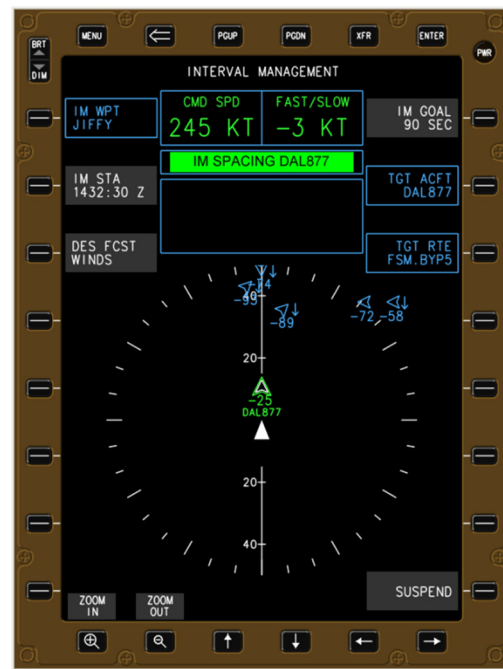 MENU
PGUP
PGDN
XFR
ENTER
BRT
DIM
PWR
INTERVAL MANAGEMENT
IM WPT
JIFFY
CMD SPD
245 KT
FAST/SLOW
-3 KT
IM GOAL
90 SEC
IM SPACING DAL877
IM STA
1432:30 Z
TGT ACFT
DAL877
DES FCST
WINDS
TGT RTE
FSM.BYP5
40
-89
-72
-58
20
-25
DAL877
20
40
ZOOM
IN
ZOOM
OUT
SUSPEND